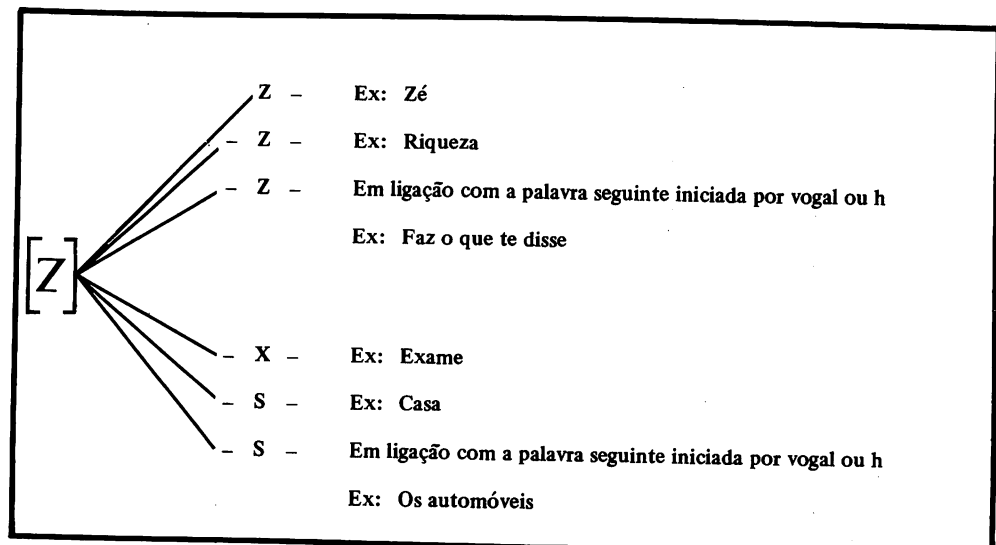 Z – Ex: Zé
– Z – Ex: Riqueza
– Z – Em ligação com a palavra seguinte iniciada por vogal ou h
Ex: Faz o que te disse
[Z]
– X – Ex: Exame
– S – Ex: Casa
– S – Em ligação com a palavra seguinte iniciada por vogal ou h
Ex: Os automóveis